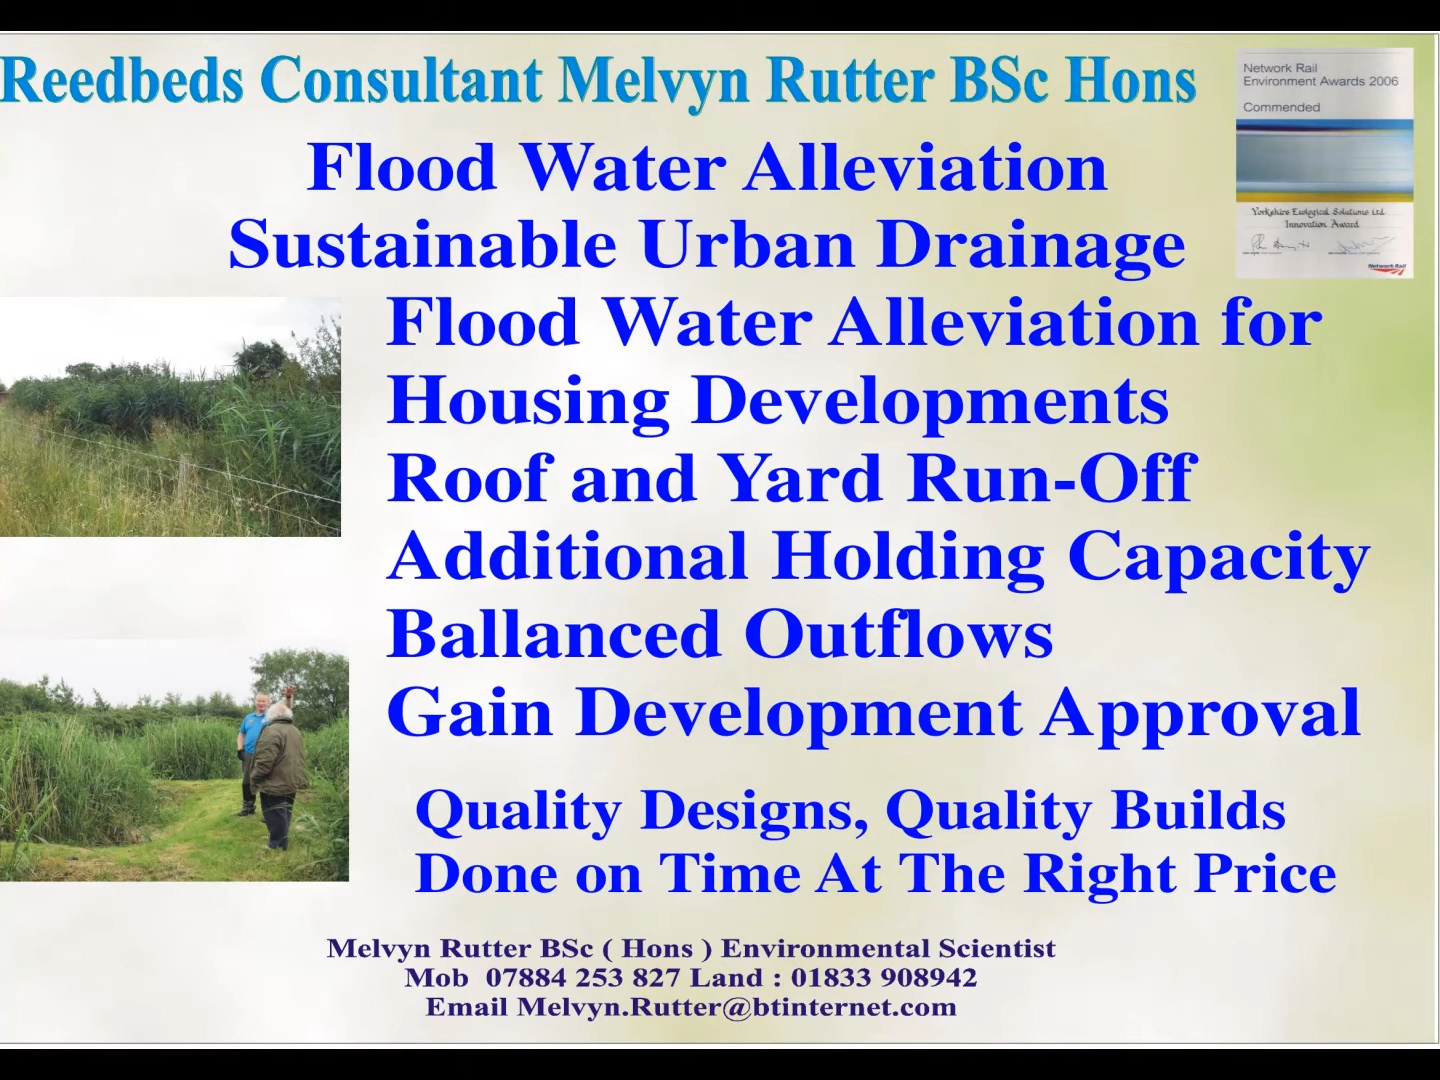 Reedbeds Consultant Melvyn Rutter BSc Hons
Network Rail
Environment Awards 2006
Commended
Yorkshire Ecological Solutions Ltd
Innovation Award
Network Rail
Flood Water Alleviation
Sustainable Urban Drainage
Flood Water Alleviation for
Housing Developments
Roof and Yard Run-Off
Additional Holding Capacity
Ballanced Outflows
Gain Development Approval
Quality Designs, Quality Builds
Done on Time At The Right Price
Melvyn Rutter BSc ( Hons ) Environmental Scientist
Mob 07884 253 827 Land : 01833 908942
Email Melvyn.Rutter@btinternet.com